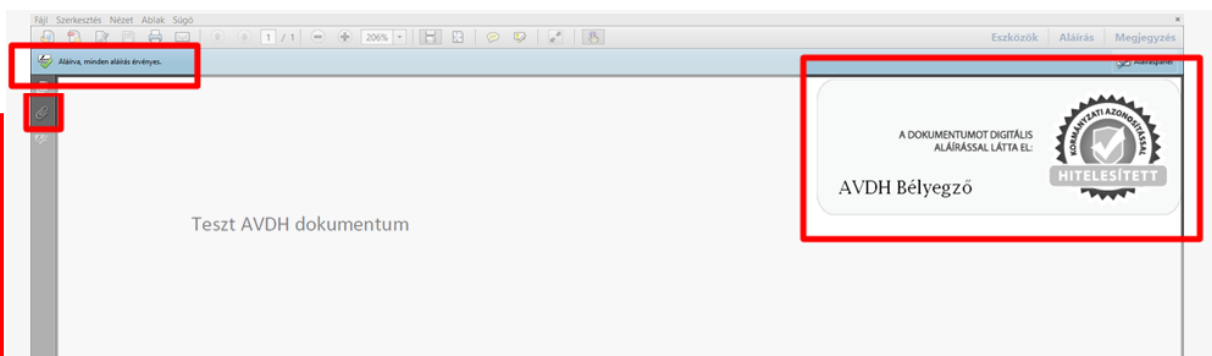 Fájl Szerkesztés Nézet Ablak Súgó
1 / 1 206% Eszközök Aláírás Megjegyzés
Aláírva, minden aláírás érvényes. Aláíráspanel
A DOKUMENTUMOT DIGITÁLIS
ALÁÍRÁSSAL LÁTTA EL:
AVDH Bélyegző
KORMÁNYZATI AZONOSÍTÁSSAL
HITELESÍTETT
Teszt AVDH dokumentum